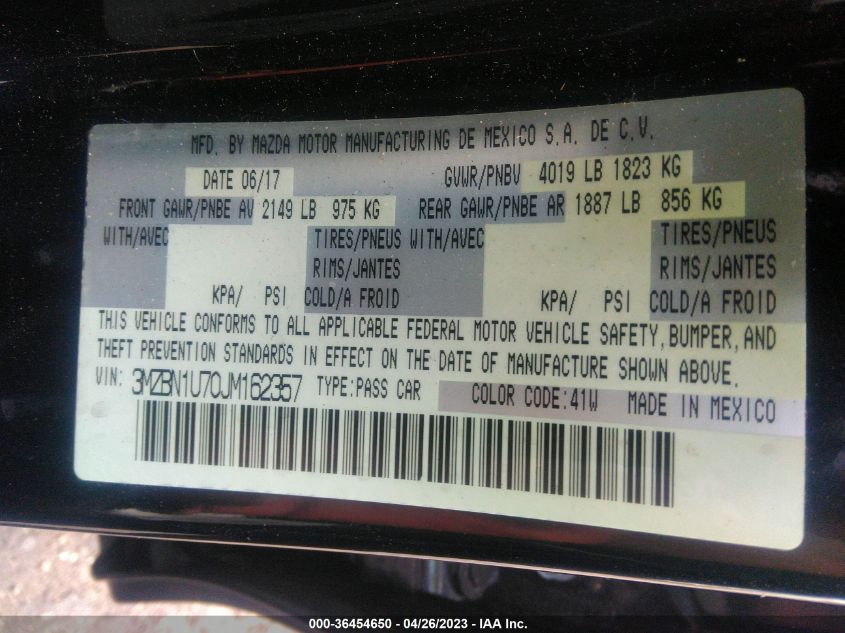 MFD. BY MAZDA MOTOR MANUFACTURING DE MEXICO S.A. DE C.V.
DATE 06/17 GVWR/PNBV 4019 LB 1823 KG
FRONT GAWR/PNBE AV 2149 LB 975 KG REAR GAWR/PNBE AR 1887 LB 856 KG
WITH/AVEC TIRES/PNEUS WITH/AVEC TIRES/PNEUS
RIMS/JANTES RIMS/JANTES
KPA/ PSI COLD/A FROID KPA/ PSI COLD/A FROID
THIS VEHICLE CONFORMS TO ALL APPLICABLE FEDERAL MOTOR VEHICLE SAFETY, BUMPER, AND
THEFT PREVENTION STANDARDS IN EFFECT ON THE DATE OF MANUFACTURE SHOWN ABOVE.
VIN: 3MZBN1U70JM162357 TYPE:PASS CAR COLOR CODE:41W MADE IN MEXICO
000-36454650 / 04/26/2023 - IAA Inc.